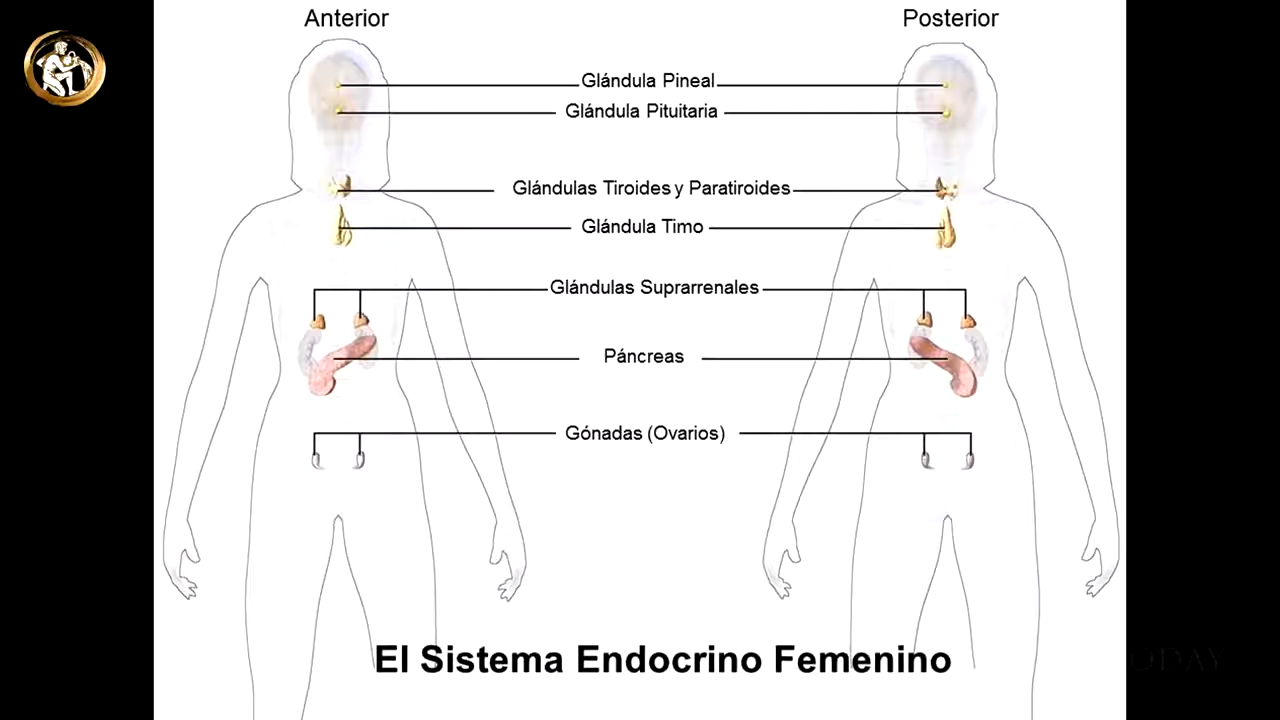 Anterior
Posterior
Glándula Pineal
Glándula Pituitaria
Glándulas Tiroides y Paratiroides
Glándula Timo
Glándulas Suprarrenales
Páncreas
Gónadas (Ovarios)
El Sistema Endocrino Femenino